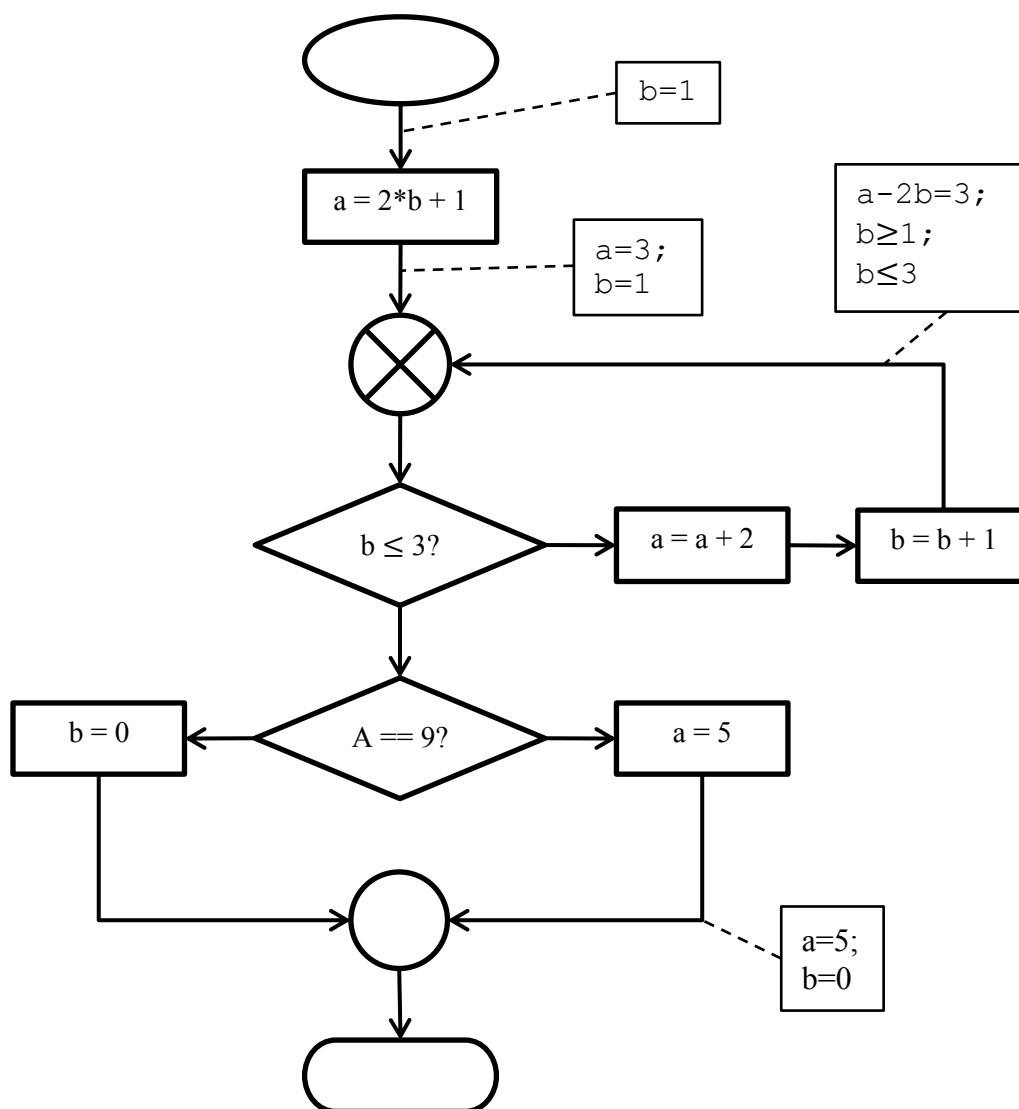 b=1
a = 2*b + 1
a-2b=3;
b≥1;
b≤3
a=3;
b=1
b ≤ 3?
a = a + 2
b = b + 1
b = 0
A == 9?
a = 5
a=5;
b=0